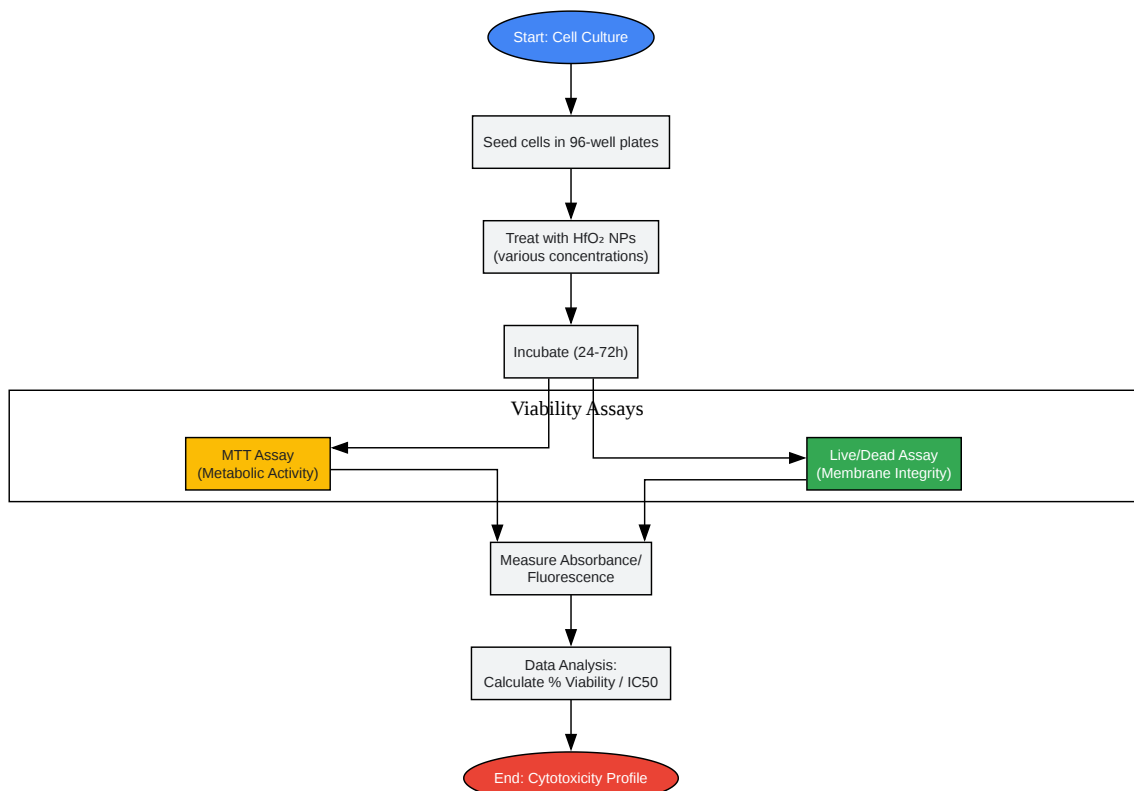 Start: Cell Culture
Seed cells in 96-well plates
Treat with HfO₂ NPs
(various concentrations)
Incubate (24-72h)
Viability Assays
MTT Assay
(Metabolic Activity)
Live/Dead Assay
(Membrane Integrity)
Measure Absorbance/
Fluorescence
Data Analysis:
Calculate % Viability / IC50
End: Cytotoxicity Profile